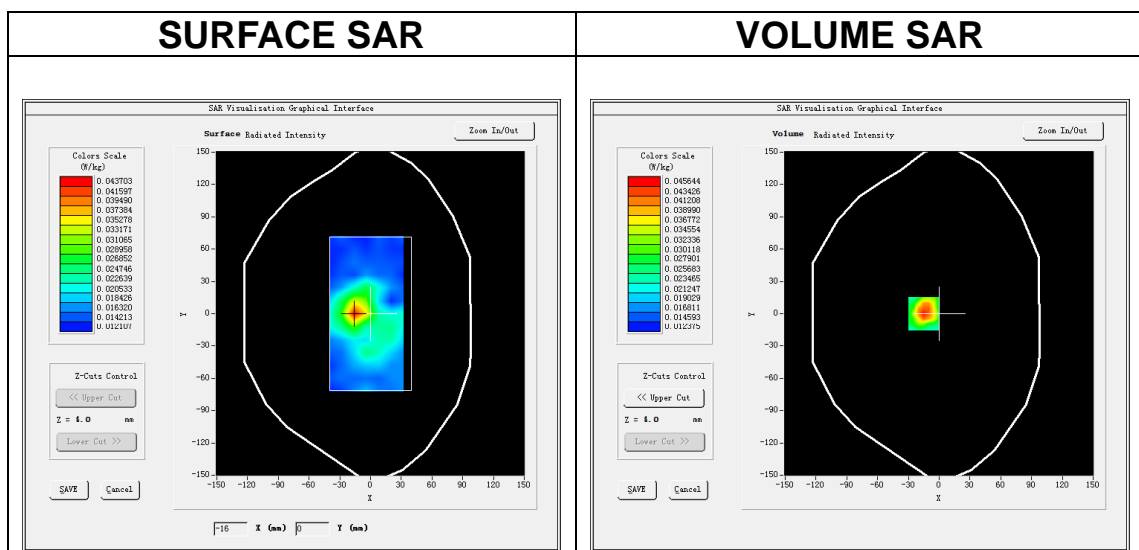 SURFACE SAR
VOLUME SAR
SAR Visualisation Graphical Interface
Surface Radiated Intensity
Zoom In/Out
Colors Scale
(W/kg)
0.043703
0.041597
0.039490
0.037384
0.035278
0.033171
0.031065
0.028958
0.026852
0.024746
0.022639
0.020533
0.018426
0.016320
0.014213
0.012107
Z-Cuts Control
<< Upper Cut
Z = 4.0 mm
Lower Cut >>
SAVE Cancel
150
120
90
60
30
0
-30
-60
-90
-120
-150
Y
-150 -120 -90 -60 -30 0 30 60 90 120 150
X
-16 X (mm) 0 Y (mm)
SAR Visualisation Graphical Interface
Volume Radiated Intensity
Zoom In/Out
Colors Scale
(W/kg)
0.045644
0.043426
0.041208
0.038990
0.036772
0.034554
0.032336
0.030118
0.027901
0.025683
0.023465
0.021247
0.019029
0.016811
0.014593
0.012375
Z-Cuts Control
<< Upper Cut
Z = 4.0 mm
Lower Cut >>
SAVE Cancel
150
120
90
60
30
0
-30
-60
-90
-120
-150
Y
-150 -120 -90 -60 -30 0 30 60 90 120 150
X